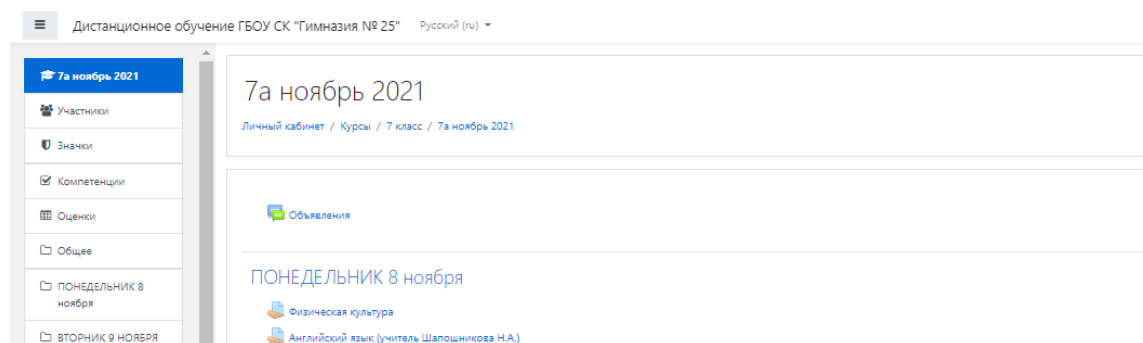 Дистанционное обучение ГБОУ СК "Гимназия № 25" Русский (ru)
7а ноябрь 2021
Участники
Значки
Компетенции
Оценки
Общее
ПОНЕДЕЛЬНИК 8
ноября
ВТОРНИК 9 НОЯБРЯ
7а ноябрь 2021
Личный кабинет / Курсы / 7 класс / 7а ноябрь 2021
Объявления
ПОНЕДЕЛЬНИК 8 ноября
Физическая культура
Английский язык (учитель Шапошникова Н.А.)